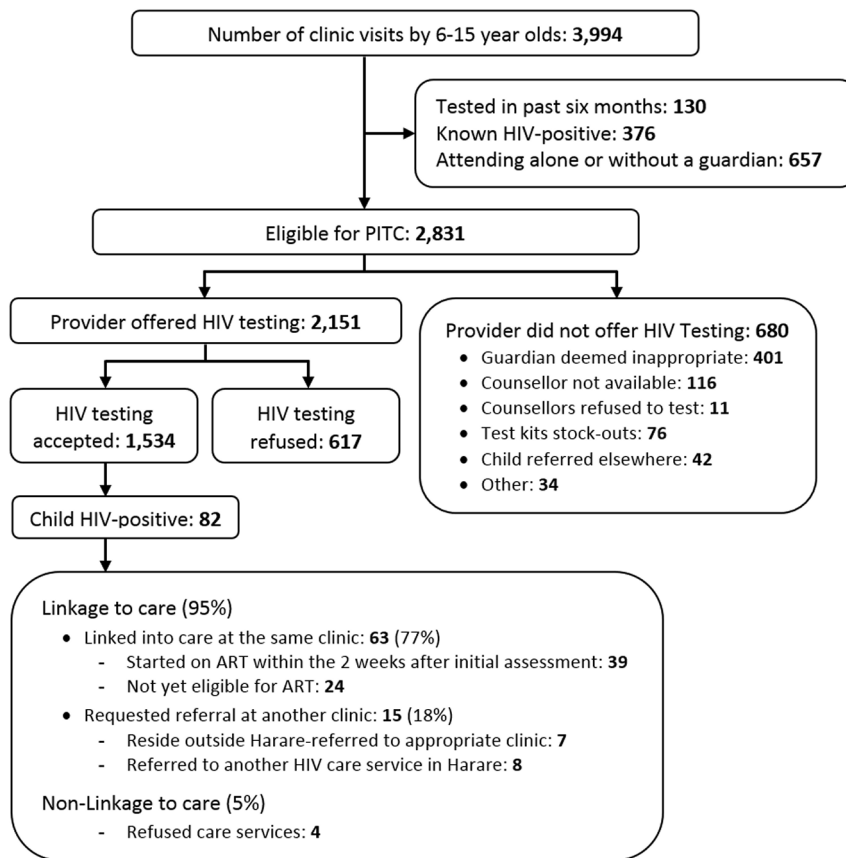 Number of clinic visits by 6-15 year olds: 3,994
Tested in past six months: 130
Known HIV-positive: 376
Attending alone or without a guardian: 657
Eligible for PITC: 2,831
Provider offered HIV testing: 2,151
Provider did not offer HIV Testing: 680
• Guardian deemed inappropriate: 401
• Counsellor not available: 116
• Counsellors refused to test: 11
• Test kits stock-outs: 76
• Child referred elsewhere: 42
• Other: 34
HIV testing
accepted: 1,534
HIV testing
refused: 617
Child HIV-positive: 82
Linkage to care (95%)
• Linked into care at the same clinic: 63 (77%)
- Started on ART within the 2 weeks after initial assessment: 39
- Not yet eligible for ART: 24
• Requested referral at another clinic: 15 (18%)
- Reside outside Harare-referred to appropriate clinic: 7
- Referred to another HIV care service in Harare: 8
Non-Linkage to care (5%)
- Refused care services: 4